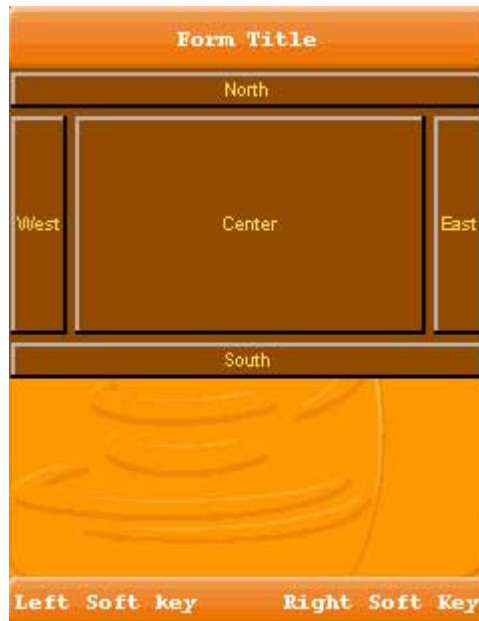 Form Title
North
West Center East
South
Left Soft key Right Soft Key